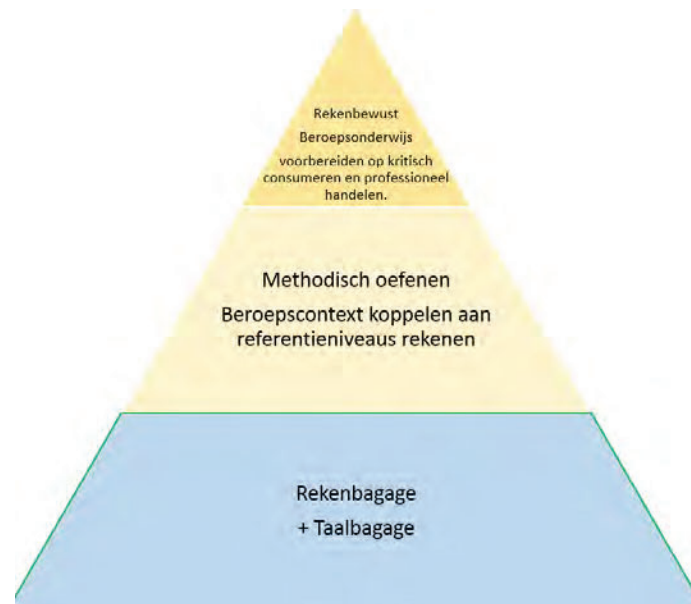 Rekenbewust
Beroepsonderwijs
voorbereiden op kritisch
consumeren en professioneel
handelen.
Methodisch oefenen
Beroepscontext koppelen aan
referentieniveaus rekenen
Rekenbagage
+ Taalbagage